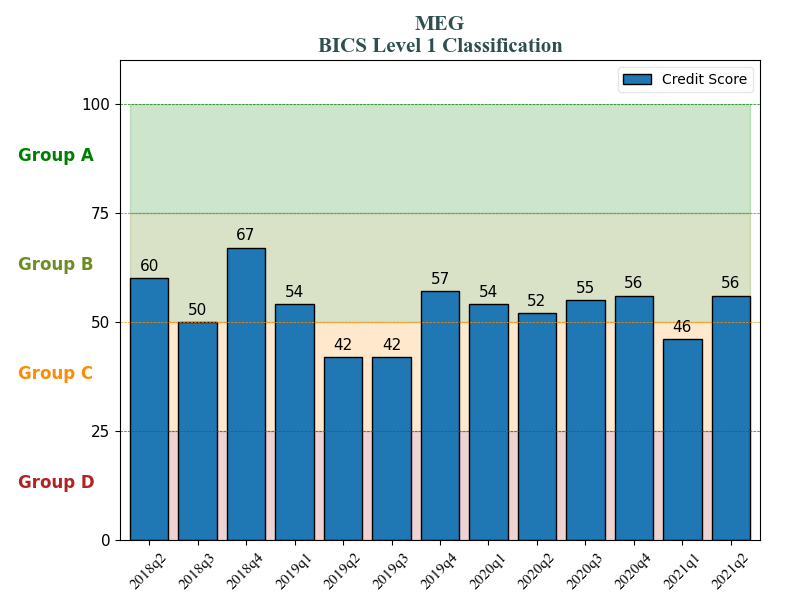 MEG
BICS Level 1 Classification
Credit Score
100
Group A
75
67
Group B
60
57
56
56
55
54
54
52
50
50
46
42
42
Group C
25
Group D
0
2018q2 2018q3 2018q4 2019q1 2019q2 2019q3 2019q4 2020q1 2020q2 2020q3 2020q4 2021q1 2021q2